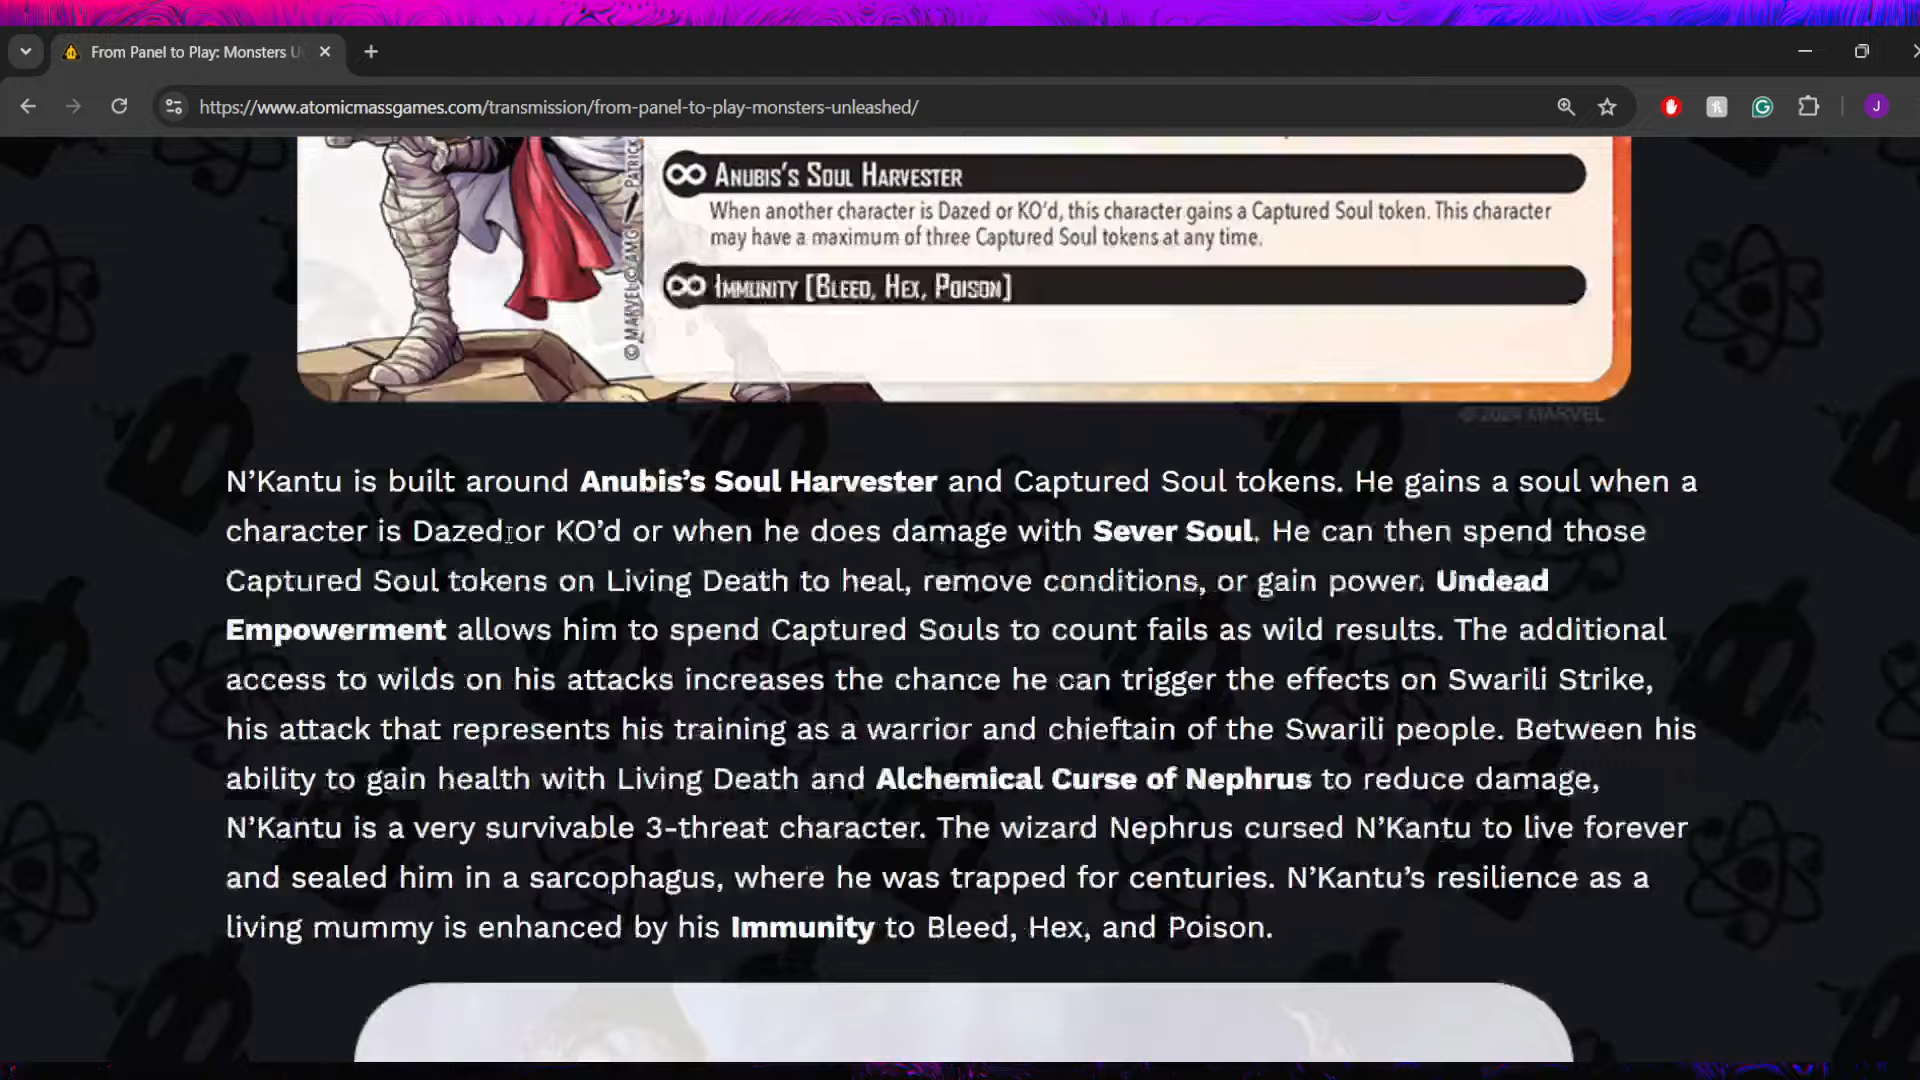 From Panel to Play: Monsters U
https://www.atomicmassgames.com/transmission/from-panel-to-play-monsters-unleashed/
J
© MARVEL © AMG PATRICK
ANUBIS'S SOUL HARVESTER
When another character is Dazed or KO'd, this character gains a Captured Soul token. This character
may have a maximum of three Captured Soul tokens at any time.
IMMUNITY [BLEED, HEX, POISON]
© 2024 MARVEL
N’Kantu is built around Anubis’s Soul Harvester and Captured Soul tokens. He gains a soul when a
character is Dazed or KO’d or when he does damage with Sever Soul. He can then spend those
Captured Soul tokens on Living Death to heal, remove conditions, or gain power. Undead
Empowerment allows him to spend Captured Souls to count fails as wild results. The additional
access to wilds on his attacks increases the chance he can trigger the effects on Swarili Strike,
his attack that represents his training as a warrior and chieftain of the Swarili people. Between his
ability to gain health with Living Death and Alchemical Curse of Nephrus to reduce damage,
N’Kantu is a very survivable 3-threat character. The wizard Nephrus cursed N’Kantu to live forever
and sealed him in a sarcophagus, where he was trapped for centuries. N’Kantu’s resilience as a
living mummy is enhanced by his Immunity to Bleed, Hex, and Poison.